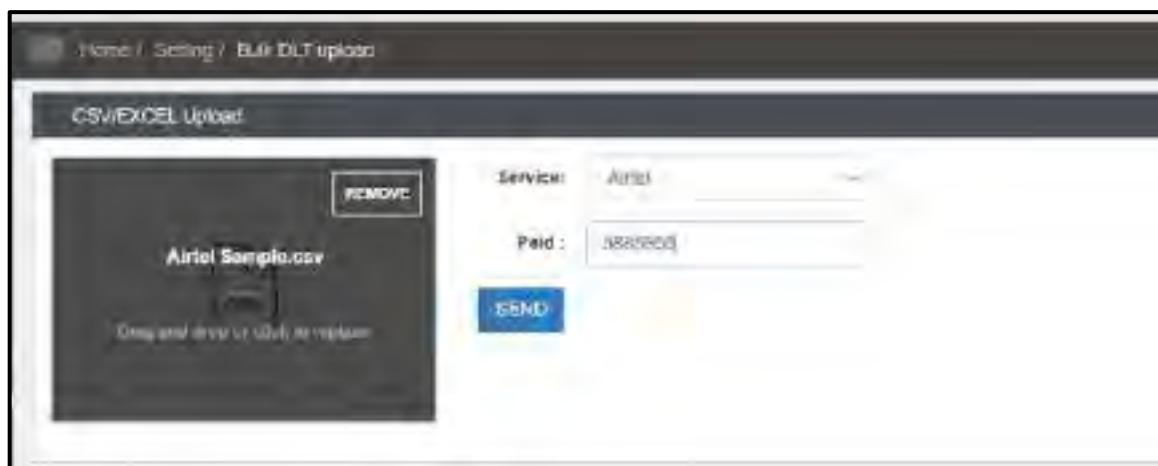 Home / Setting / Bulk DLT upload
CSV/EXCEL Upload
REMOVE
Airtel Sample.csv
Drag and drop or click to replace
Service:
Airtel
Peid :
SEND